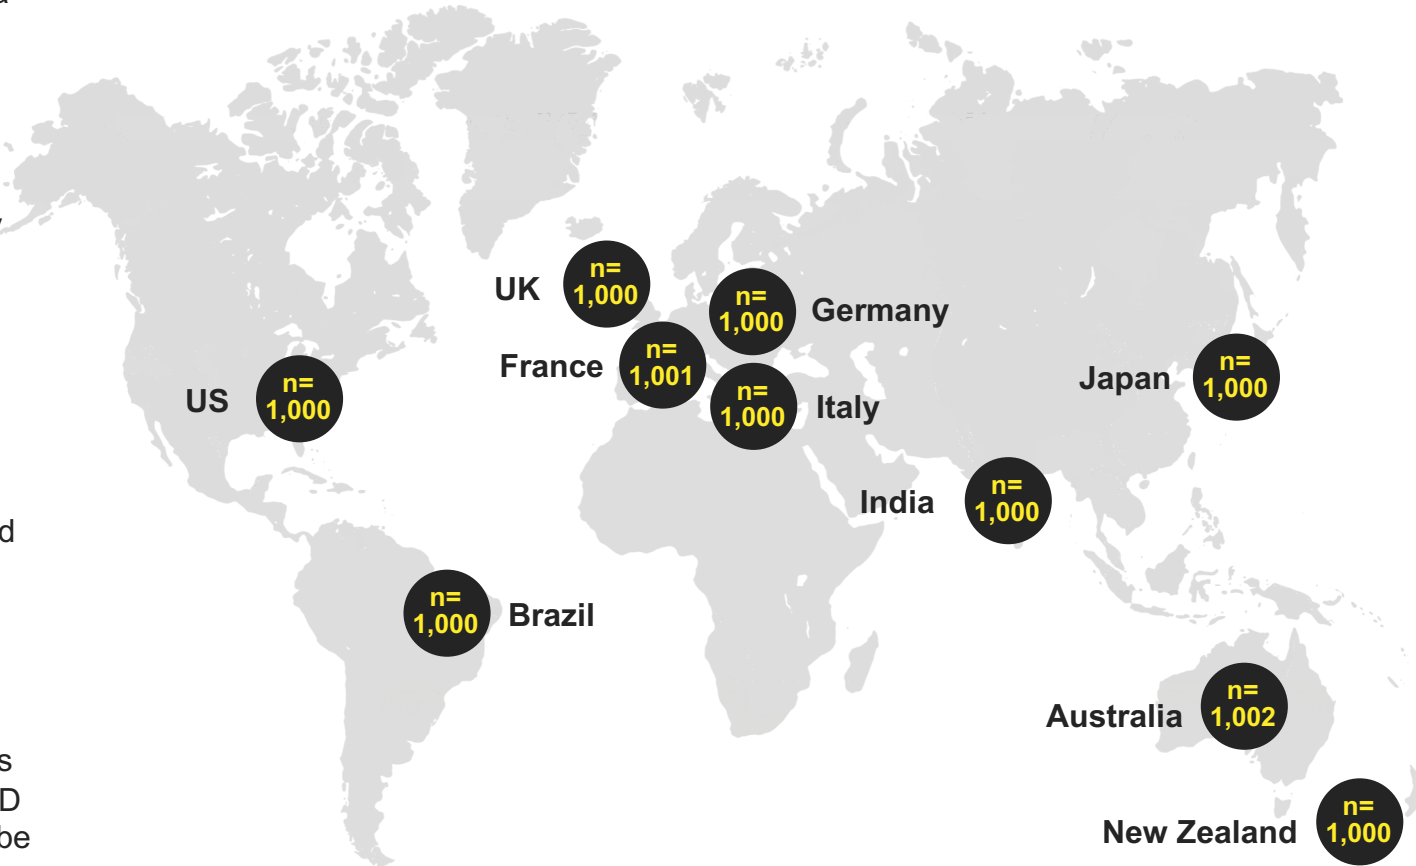 UK
n=
1,000
n=
1,000
Germany
France
n=
1,001
n=
1,000
Italy
US
n=
1,000
Japan
n=
1,000
India
n=
1,000
d
n=
1,000
Brazil
Australia
n=
1,002
s
D
be
New Zealand
n=
1,000